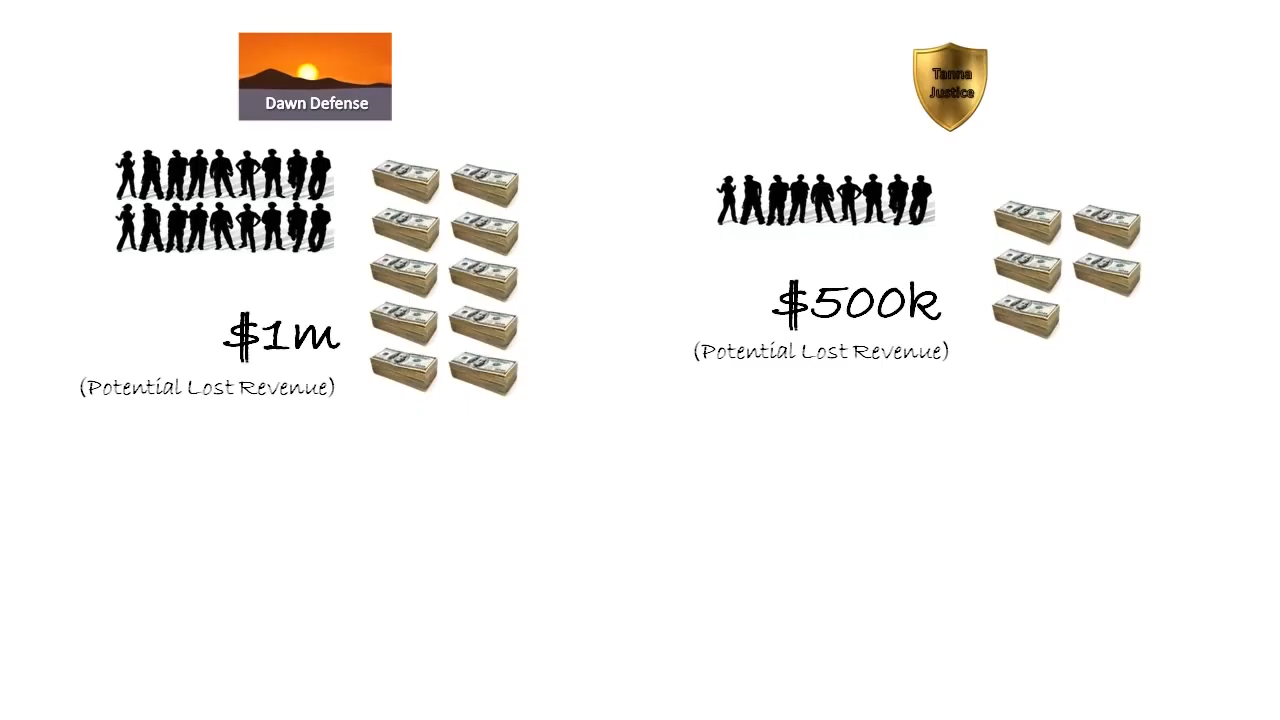 Dawn Defense
Tanna
Justice
$1m
(Potential Lost Revenue)
$500k
(Potential Lost Revenue)